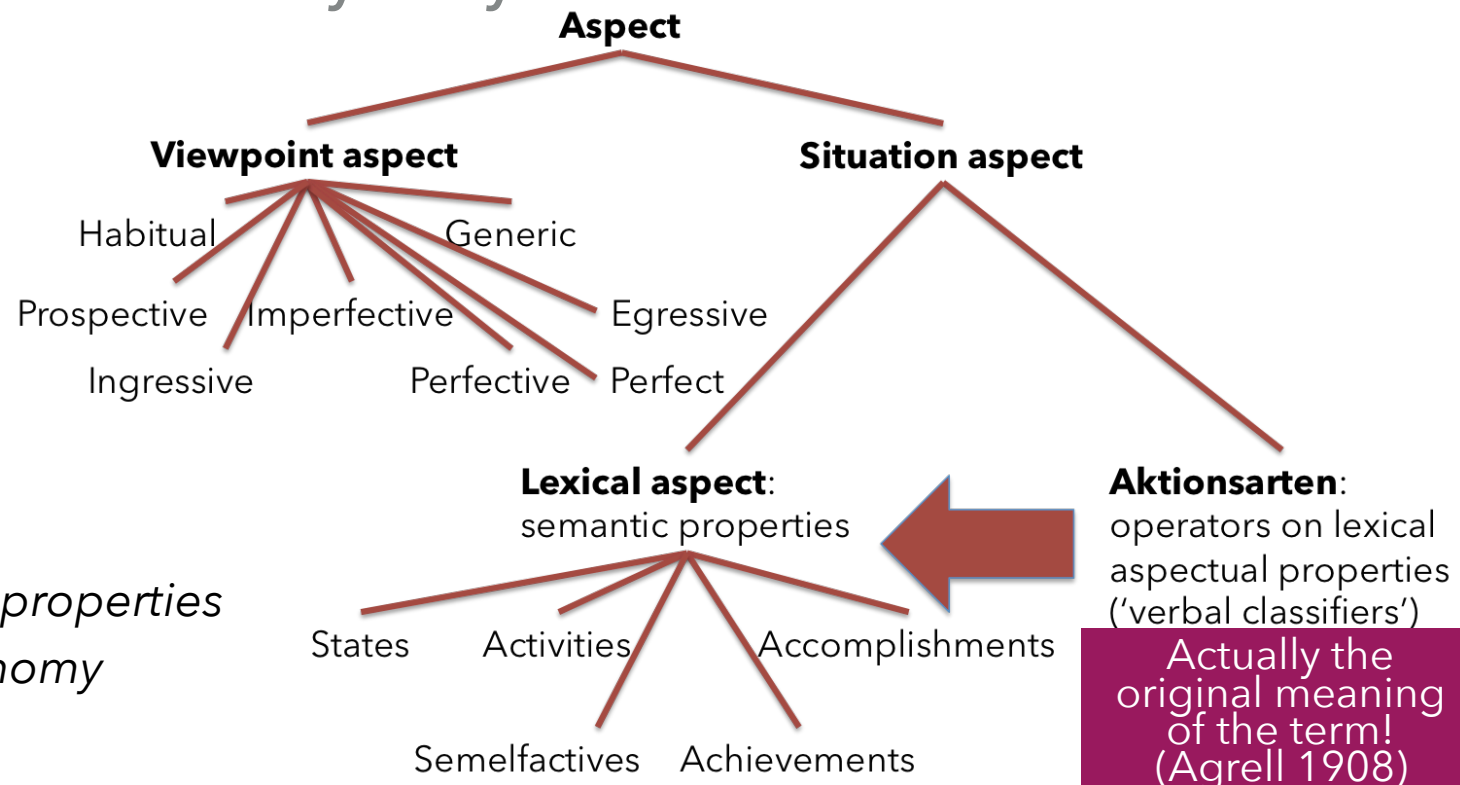 Aspect
Viewpoint aspect
Situation aspect
Habitual
Generic
Prospective
Imperfective
Egressive
Ingressive
Perfective
Perfect
Lexical aspect:
semantic properties
Aktionsarten:
operators on lexical
aspectual properties
(‘verbal classifiers’)
properties
States
Activities
Accomplishments
Actually the
original meaning
of the term!
(Agrell 1908)
Semelfactives
Achievements